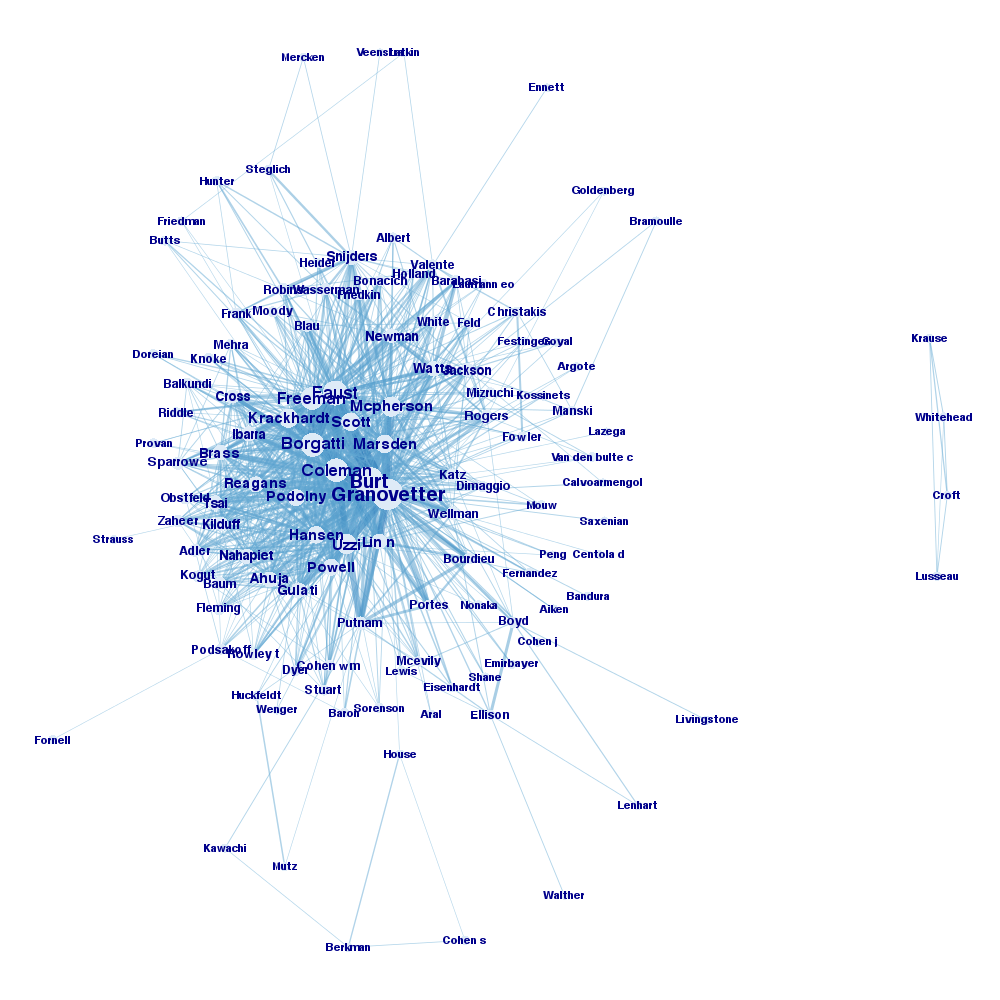 Mercken
Veenstra
Latkin
Ennett
Steglich
Hunter
Goldenberg
Friedman
Bramoulle
Butts
Albert
Snijders
Heider
Valente
Holland
Bonacich
Barabasi
Laumann eo
Robins
Wasserman
Friedkin
Frank
Moody
Christakis
Blau
White
Feld
Newman
Krause
Festinger
Goyal
Mehra
Doreian
Knoke
Watts
Jackson
Argote
Balkundi
Cross
Freeman
Faust
Mizruchi
Kossinets
Riddle
Krackhardt
Scott
Mcpherson
Rogers
Manski
Whitehead
Ibarra
Fowler
Lazega
Provan
Borgatti
Marsden
Brass
Sparrowe
Van den bulte c
Coleman
Katz
Reagans
Burt
Dimaggio
Calvoarmengol
Obstfeld
Tsai
Podolny
Granovetter
Croft
Mouw
Zaheer
Kilduff
Wellman
Saxenian
Strauss
Hansen
Uzzi
Lin n
Adler
Nahapiet
Bourdieu
Peng
Centola d
Kogut
Baum
Ahuja
Powell
Fernandez
Lusseau
Gulati
Bandura
Fleming
Portes
Nonaka
Aiken
Putnam
Boyd
Cohen j
Podsakoff
Rowley t
Dyer
Cohen wm
Mcevily
Lewis
Emirbayer
Shane
Stuart
Eisenhardt
Huckfeldt
Wenger
Baron
Sorenson
Aral
Ellison
Livingstone
Fornell
House
Lenhart
Kawachi
Mutz
Walther
Berkman
Cohen s